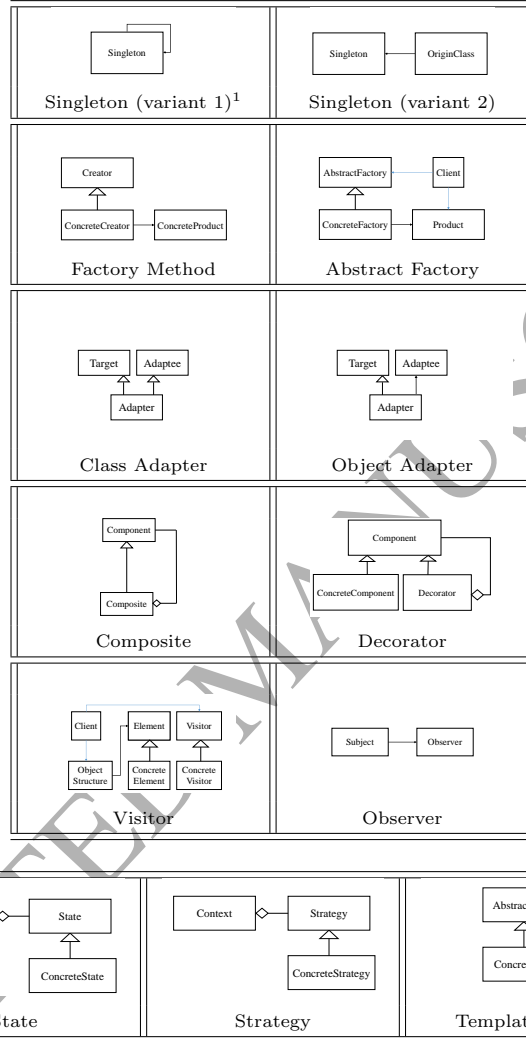 Singleton
Singleton OriginClass
Singleton (variant 1)1 Singleton (variant 2)
Creator
ConcreteCreator ConcreteProduct
AbstractFactory Client
ConcreteFactory Product
Factory Method Abstract Factory
Target Adaptee
Adapter
Target Adaptee
Adapter
Class Adapter Object Adapter
Component
Composite
Component
ConcreteComponent Decorator
Composite Decorator
Client Element Visitor
Object Structure
Concrete Element
Concrete Visitor
Subject Observer
Visitor Observer
State
ConcreteState
Context Strategy
ConcreteStrategy
Abstrac
Concre
State Strategy Templat